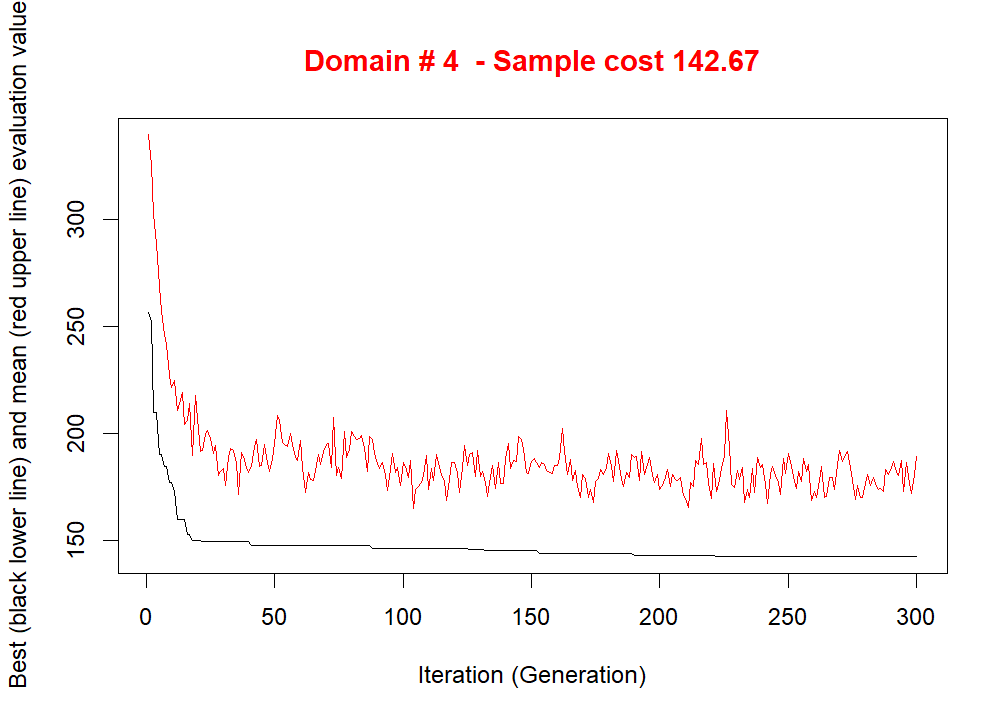 Domain # 4  - Sample cost 142.67
Best (black lower line) and mean (red upper line) evaluation value
300
250
200
150
0 50 100 150 200 250 300
Iteration (Generation)